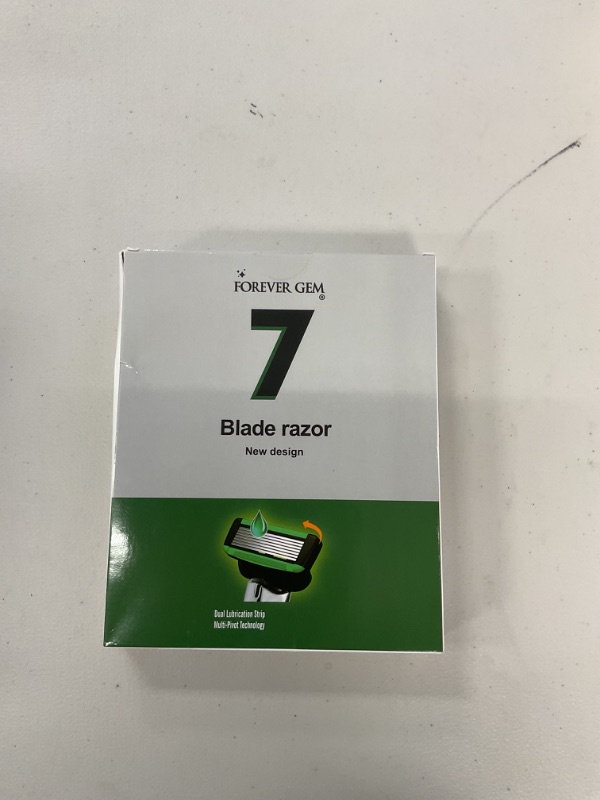 FOREVER GEM®
7
Blade razor
New design
Dual Lubrication Strip
Multi-Pivot Technology